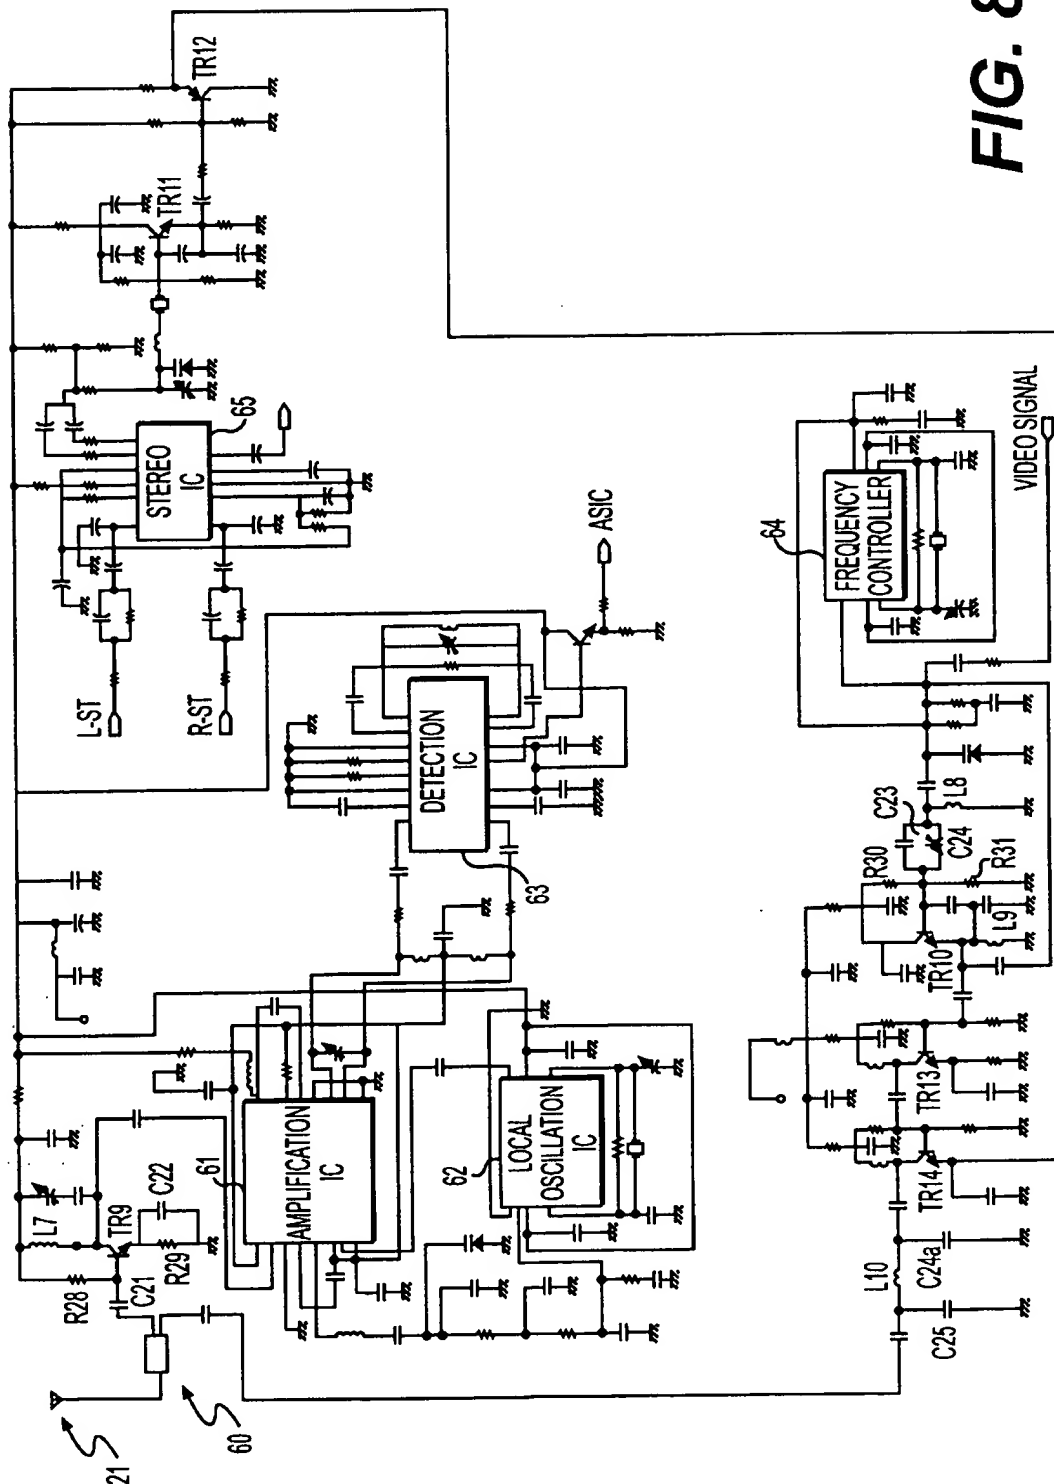 FIG. 8
TR12
TR11
65
STEREO
IC
L-ST
R-ST
ASIC
DETECTION
IC
63
64
FREQUENCY
CONTROLLER
VIDEO SIGNAL
61
AMPLIFICATION
IC
62
LOCAL
OSCILLATION
IC
L7
TR9
C22
R28
C21
R29
21
60
L8
C23
C24
R30
R31
L9
TR10
TR13
TR14
L10
C24a
C25